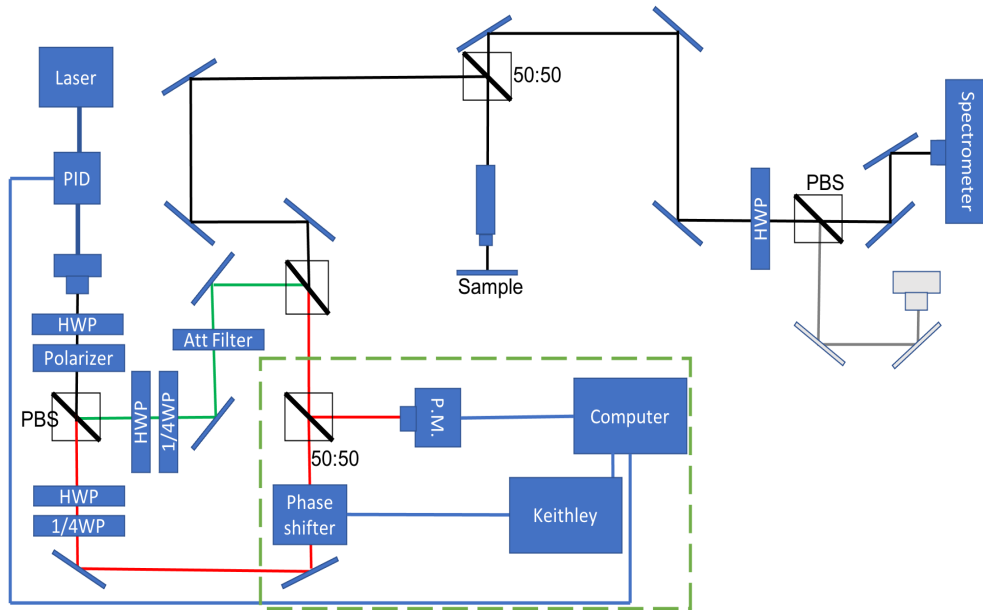 Laser
50:50
Spectrometer
PID
PBS
HWP
Sample
HWP
Att Filter
Polarizer
PBS
HWP
1/4WP
P.M.
Computer
50:50
HWP
1/4WP
Phase
shifter
Keithley